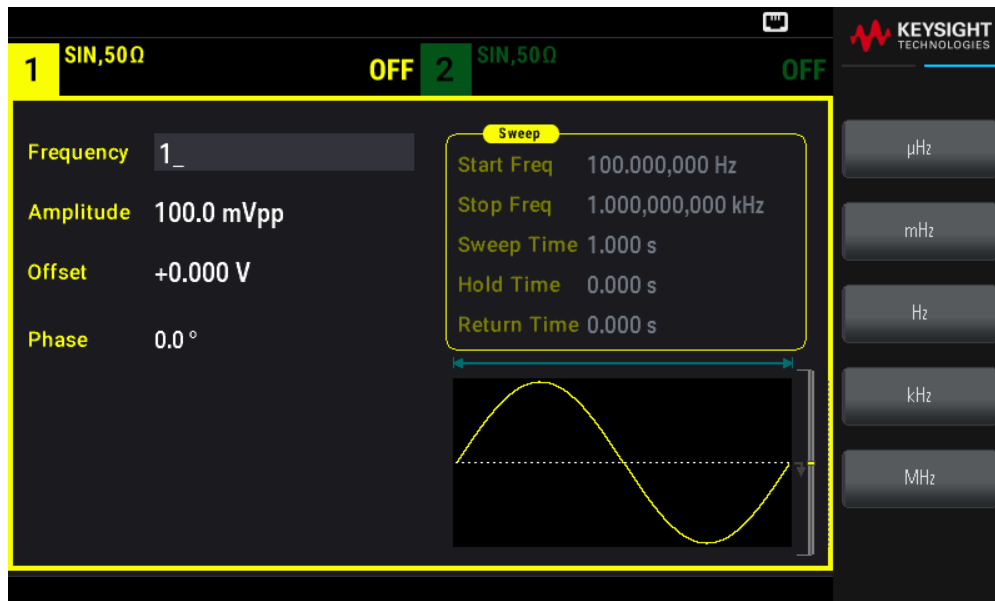 KEYSIGHT
TECHNOLOGIES
1 SIN,50Ω OFF
2 SIN,50Ω OFF
Frequency 1_
Amplitude 100.0 mVpp
Offset +0.000 V
Phase 0.0 °
Sweep
Start Freq 100.000,000 Hz
Stop Freq 1.000,000,000 kHz
Sweep Time 1.000 s
Hold Time 0.000 s
Return Time 0.000 s
µHz
mHz
Hz
kHz
MHz